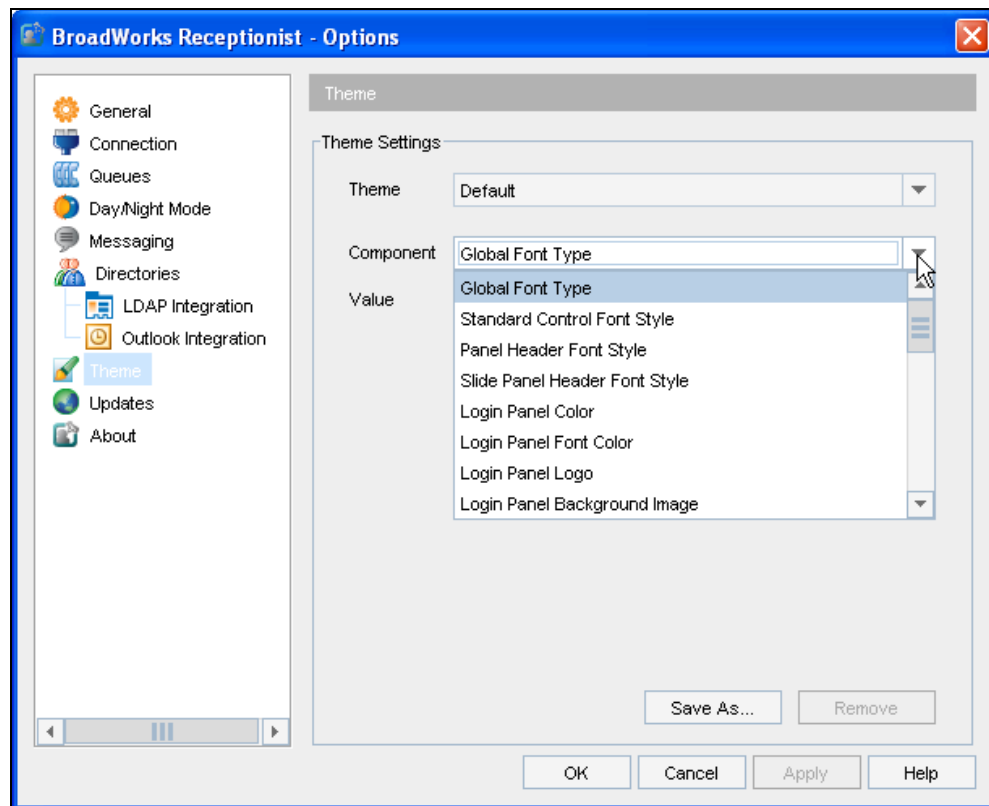 BroadWorks Receptionist - Options
General
Connection
Queues
Day/Night Mode
Messaging
Directories
LDAP Integration
Outlook Integration
Theme
Updates
About
Theme
Theme Settings
Theme Default
Component Global Font Type
Value
Global Font Type
Standard Control Font Style
Panel Header Font Style
Slide Panel Header Font Style
Login Panel Color
Login Panel Font Color
Login Panel Logo
Login Panel Background Image
Save As... Remove
OK Cancel Apply Help